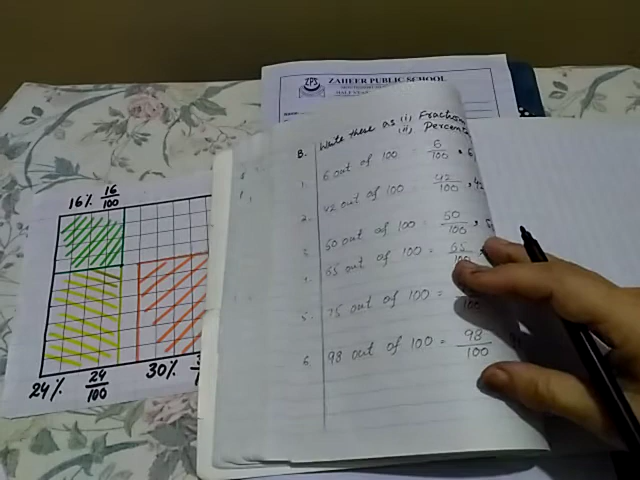 ZPS
ZAHEER PUBLIC SCHOOL
B. Write these as i) Fraction
ii) Percent
1. 6 out of 100 = 6/100,
2. 42 out of 100 = 42/100,
3. 50 out of 100 = 50/100,
4. 65 out of 100 = 65/100
5. 75 out of 100 =
6. 98 out of 100 = 98/100
16% 16/100
24% 24/100
30%